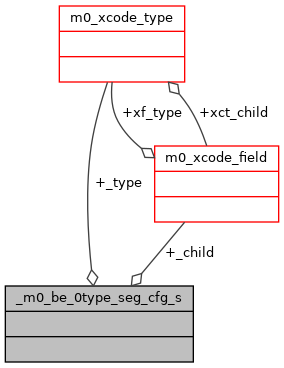 m0_xcode_type
+xf_type
+xct_child
m0_xcode_field
+_type
+_child
_m0_be_0type_seg_cfg_s